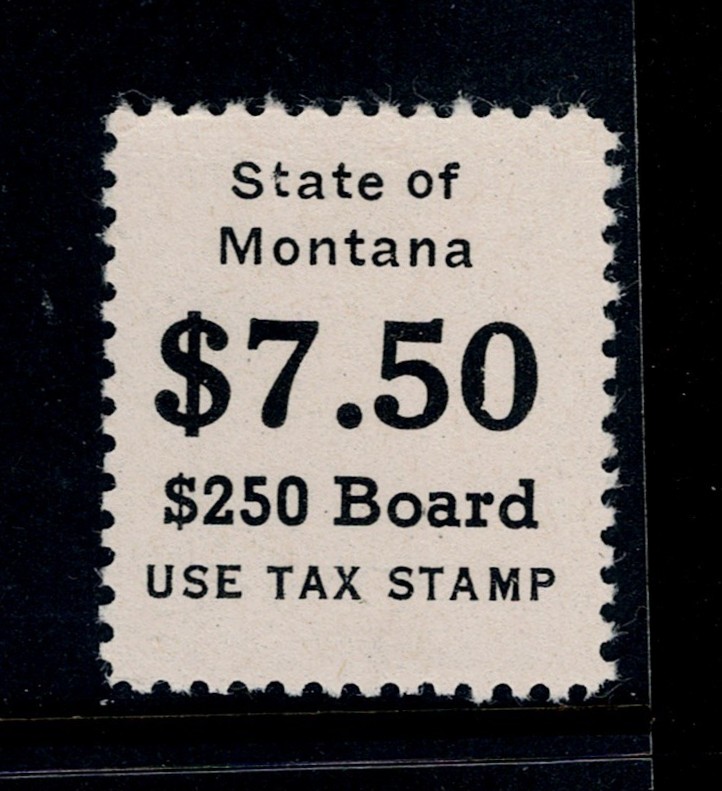 State of
Montana
$7.50
$250 Board
USE TAX STAMP